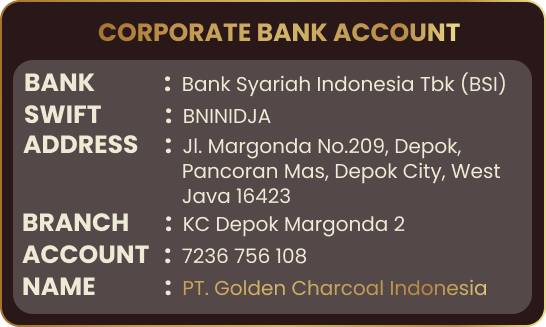 CORPORATE BANK ACCOUNT
BANK : Bank Syariah Indonesia Tbk (BSI)
SWIFT : BNINIDJA
ADDRESS : Jl. Margonda No.209, Depok,
Pancoran Mas, Depok City, West
Java 16423
BRANCH : KC Depok Margonda 2
ACCOUNT : 7236 756 108
NAME : PT. Golden Charcoal Indonesia